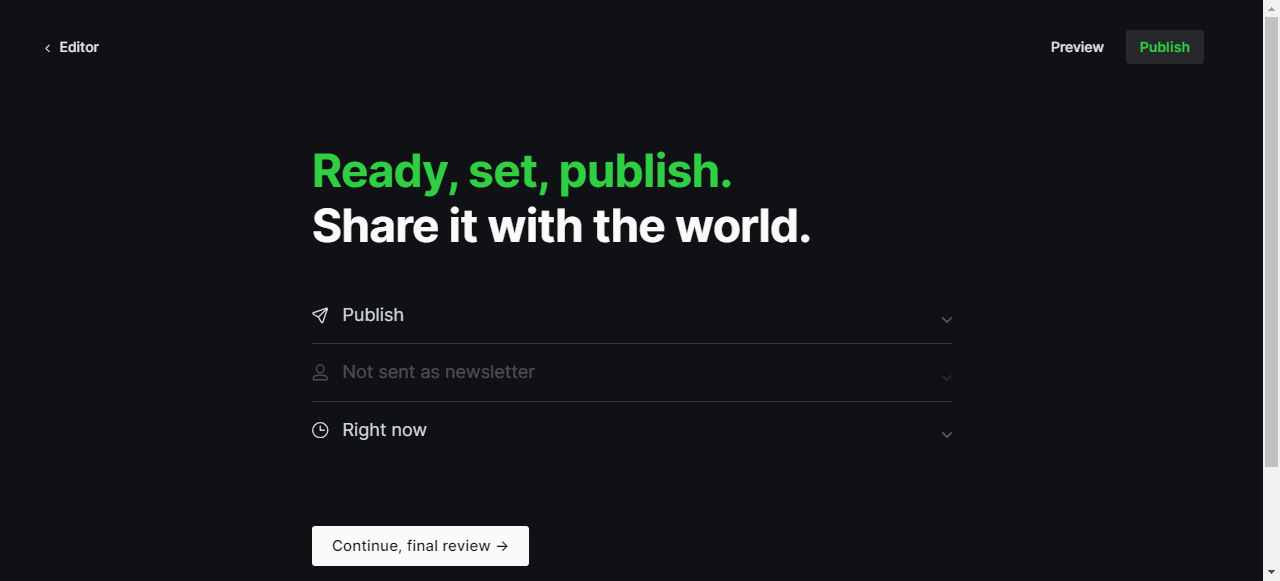 Editor
Preview
Publish
Ready, set, publish.
Share it with the world.
Publish
Not sent as newsletter
Right now
Continue, final review →